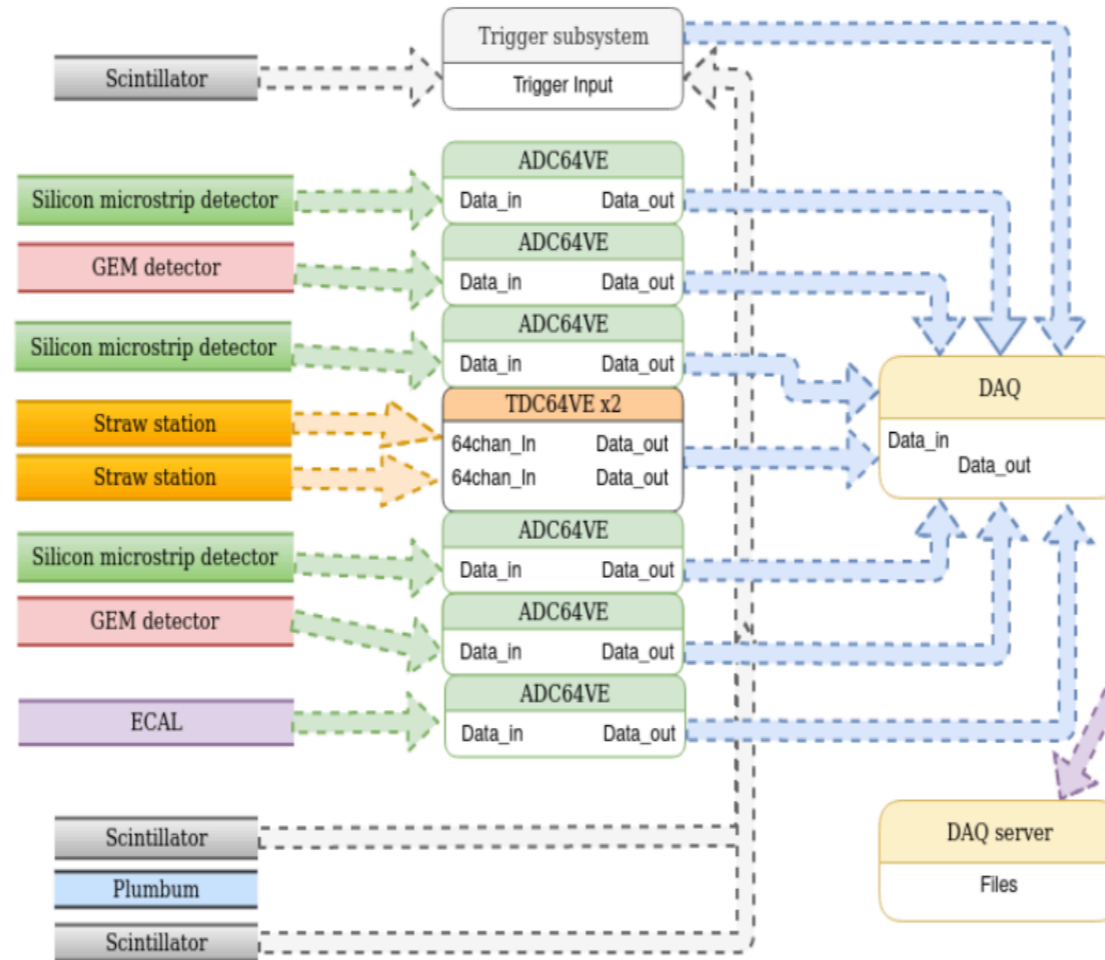 Trigger subsystem
Scintillator
Trigger Input
ADC64VE
Silicon microstrip detector
Data_in Data_out
ADC64VE
GEM detector
Data_in Data_out
ADC64VE
Silicon microstrip detector
Data_in Data_out
DAQ
TDC64VE x2
Straw station
64chan_In Data_out
Data_in
Data_out
Straw station
64chan_In Data_out
ADC64VE
Silicon microstrip detector
Data_in Data_out
ADC64VE
GEM detector
Data_in Data_out
ADC64VE
ECAL
Data_in Data_out
Scintillator
DAQ server
Plumbum
Files
Scintillator